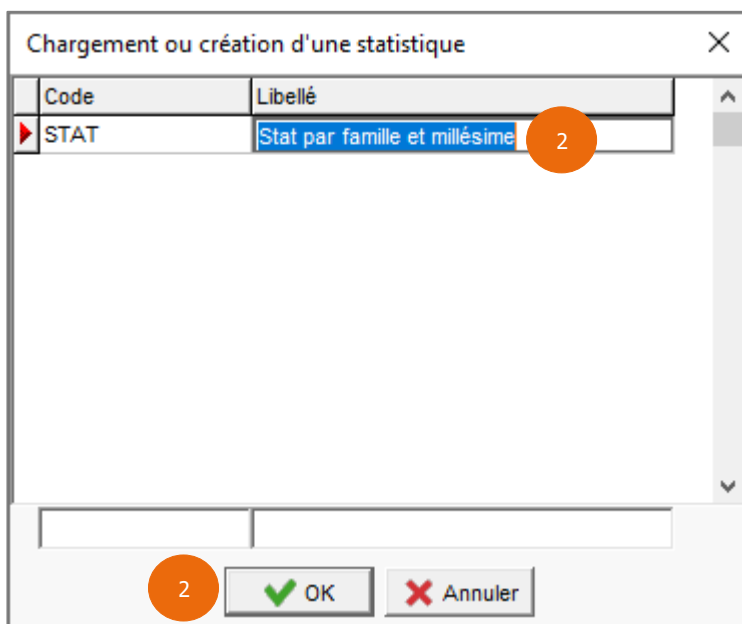 Chargement ou création d'une statistique
Code Libellé
STAT Stat par famille et millésime 2
2 OK Annuler